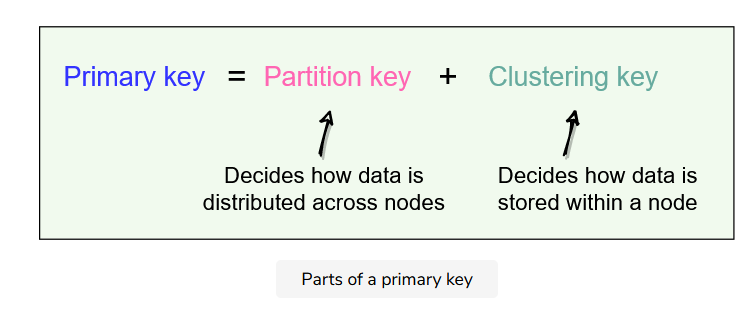 Primary key = Partition key + Clustering key
Decides how data is
distributed across nodes
Decides how data is
stored within a node
Parts of a primary key